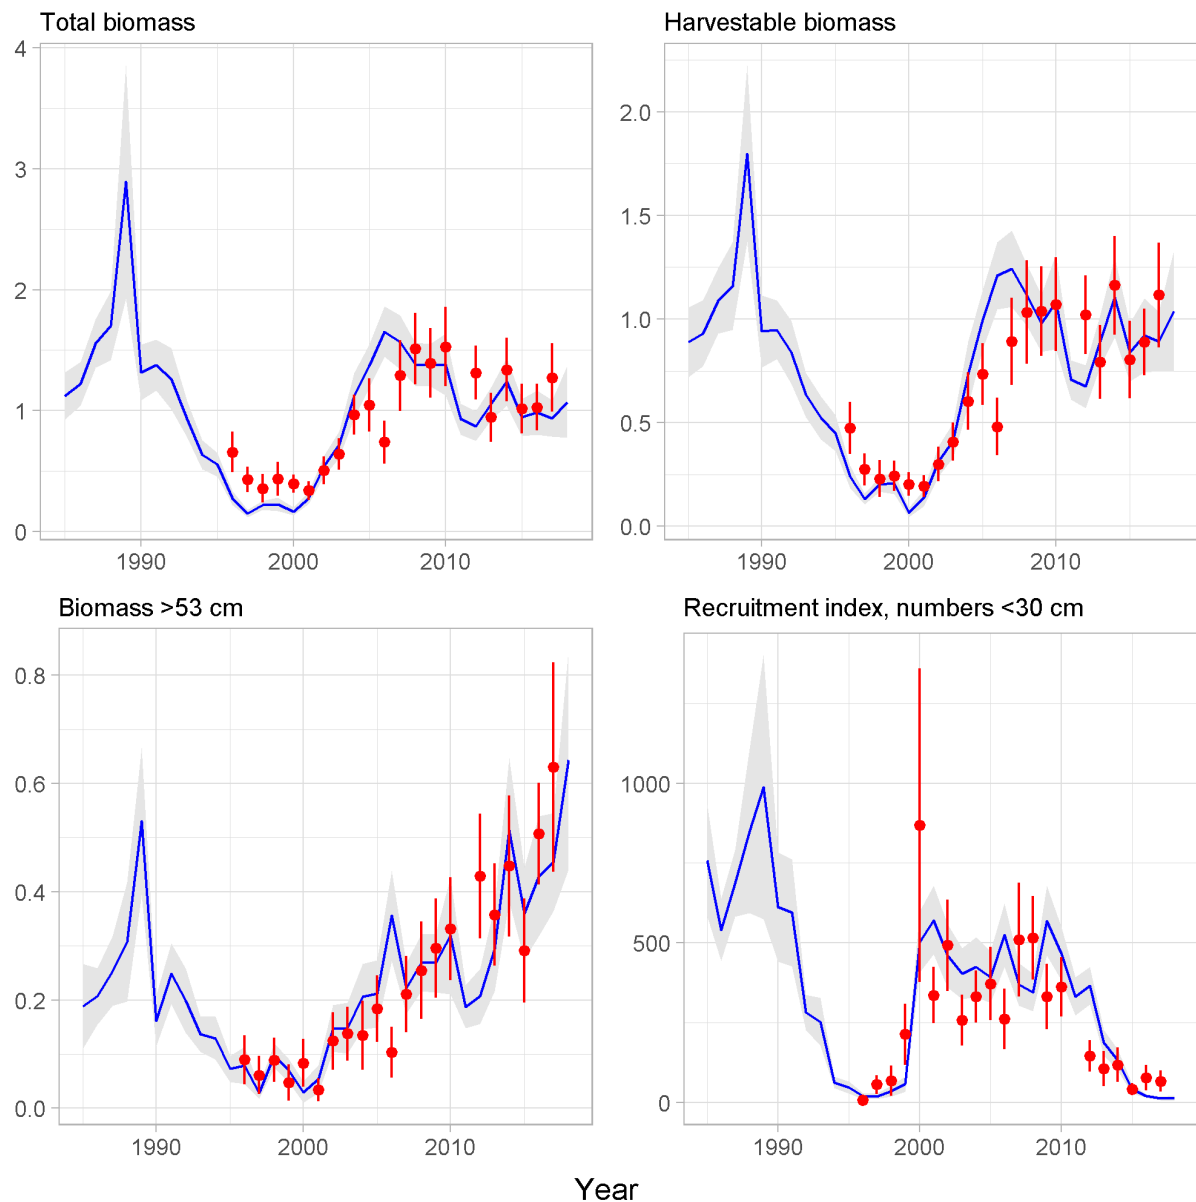 Total biomass
4
3
2
1
0
1990 2000 2010
Harvestable biomass
2.0
1.5
1.0
0.5
0.0
1990 2000 2010
Biomass >53 cm
0.8
0.6
0.4
0.2
0.0
1990 2000 2010
Recruitment index, numbers <30 cm
1000
500
0
1990 2000 2010
Year